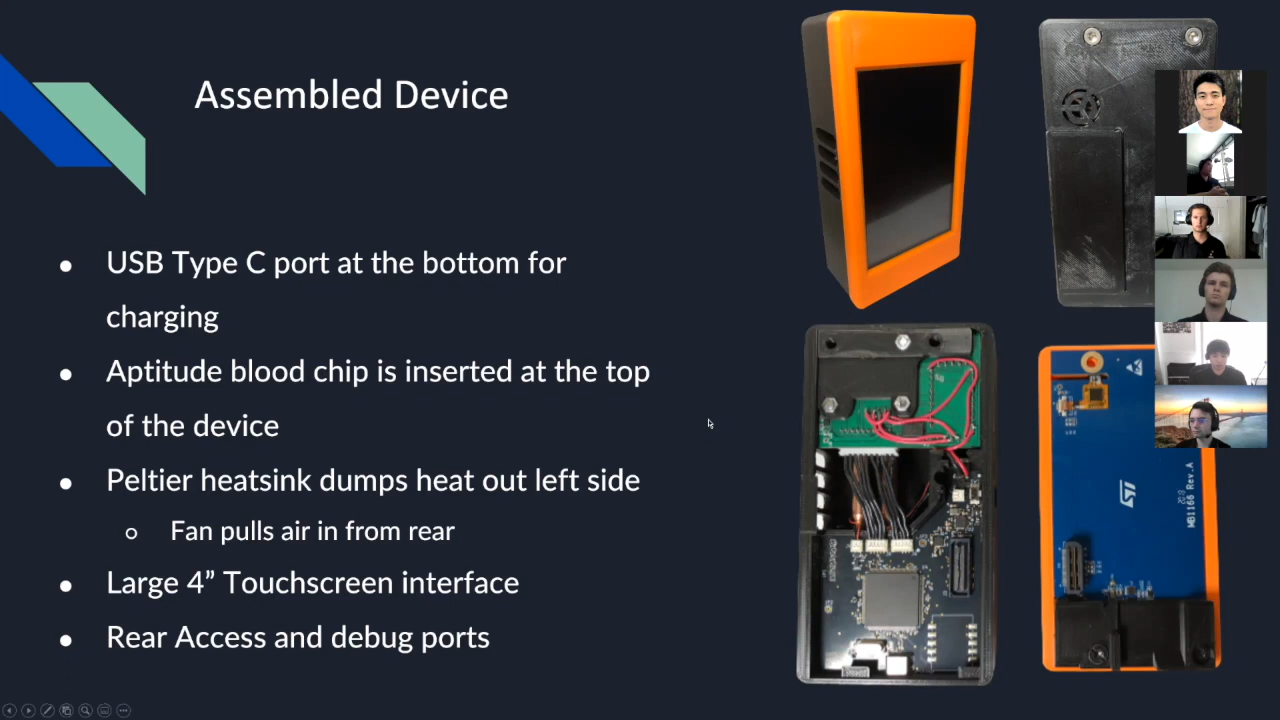 Assembled Device
● USB Type C port at the bottom for
charging
● Aptitude blood chip is inserted at the top
of the device
● Peltier heatsink dumps heat out left side
○ Fan pulls air in from rear
● Large 4” Touchscreen interface
● Rear Access and debug ports
ST
MB1166 Rev.A